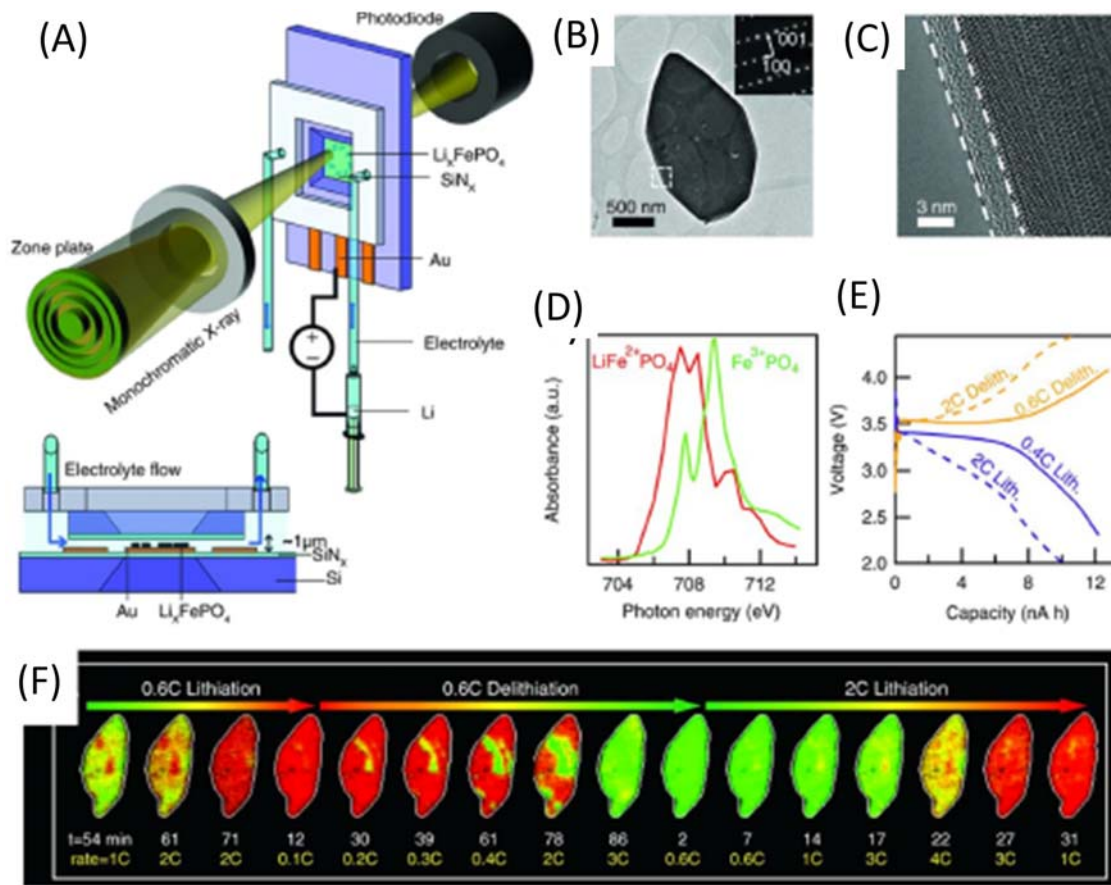 (A)
Photodiode
LiₓFePO₄
SiNₓ
Zone plate
Au
Monochromatic X-ray
+
−
Electrolyte
Li
Electrolyte flow
~1μm
SiNₓ
Si
Au
LiₓFePO₄
(B)
001
100
500 nm
(C)
3 nm
(D)
LiFe²⁺PO₄
Fe³⁺PO₄
Absorbance (a.u.)
704 708 712
Photon energy (eV)
(E)
2C Delith.
0.6C Delith.
0.4C Lith.
2C Lith.
Voltage (V)
4.0
3.5
3.0
2.5
2.0
0 4 8 12
Capacity (nA h)
(F)
0.6C Lithiation 0.6C Delithiation 2C Lithiation
t=54 min 61 71 12 30 39 61 78 86 2 7 14 17 22 27 31
rate=1C 2C 2C 0.1C 0.2C 0.3C 0.4C 2C 3C 0.6C 0.6C 1C 3C 4C 3C 1C